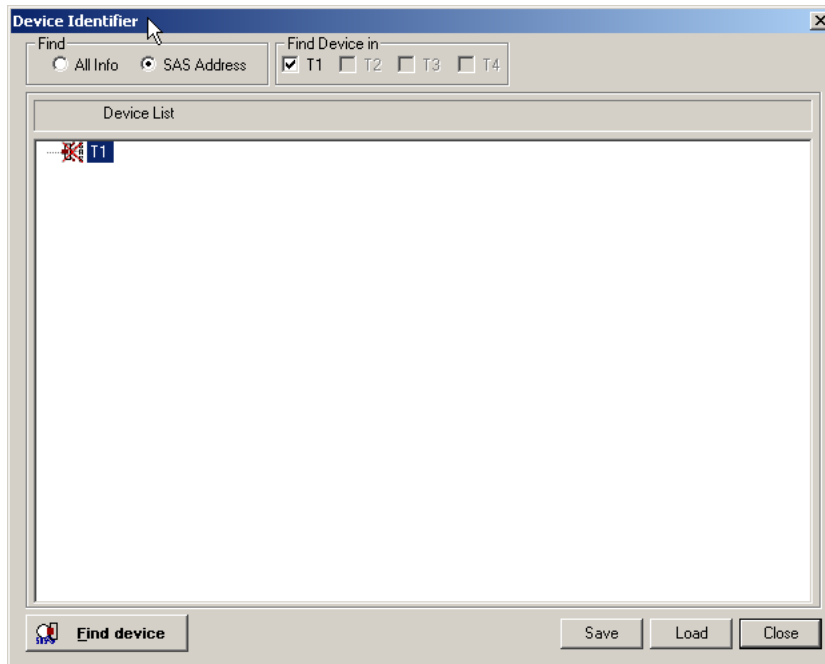 Device Identifier
Find
All Info SAS Address
Find Device in
T1 T2 T3 T4
Device List
T1
Find device
Save Load Close